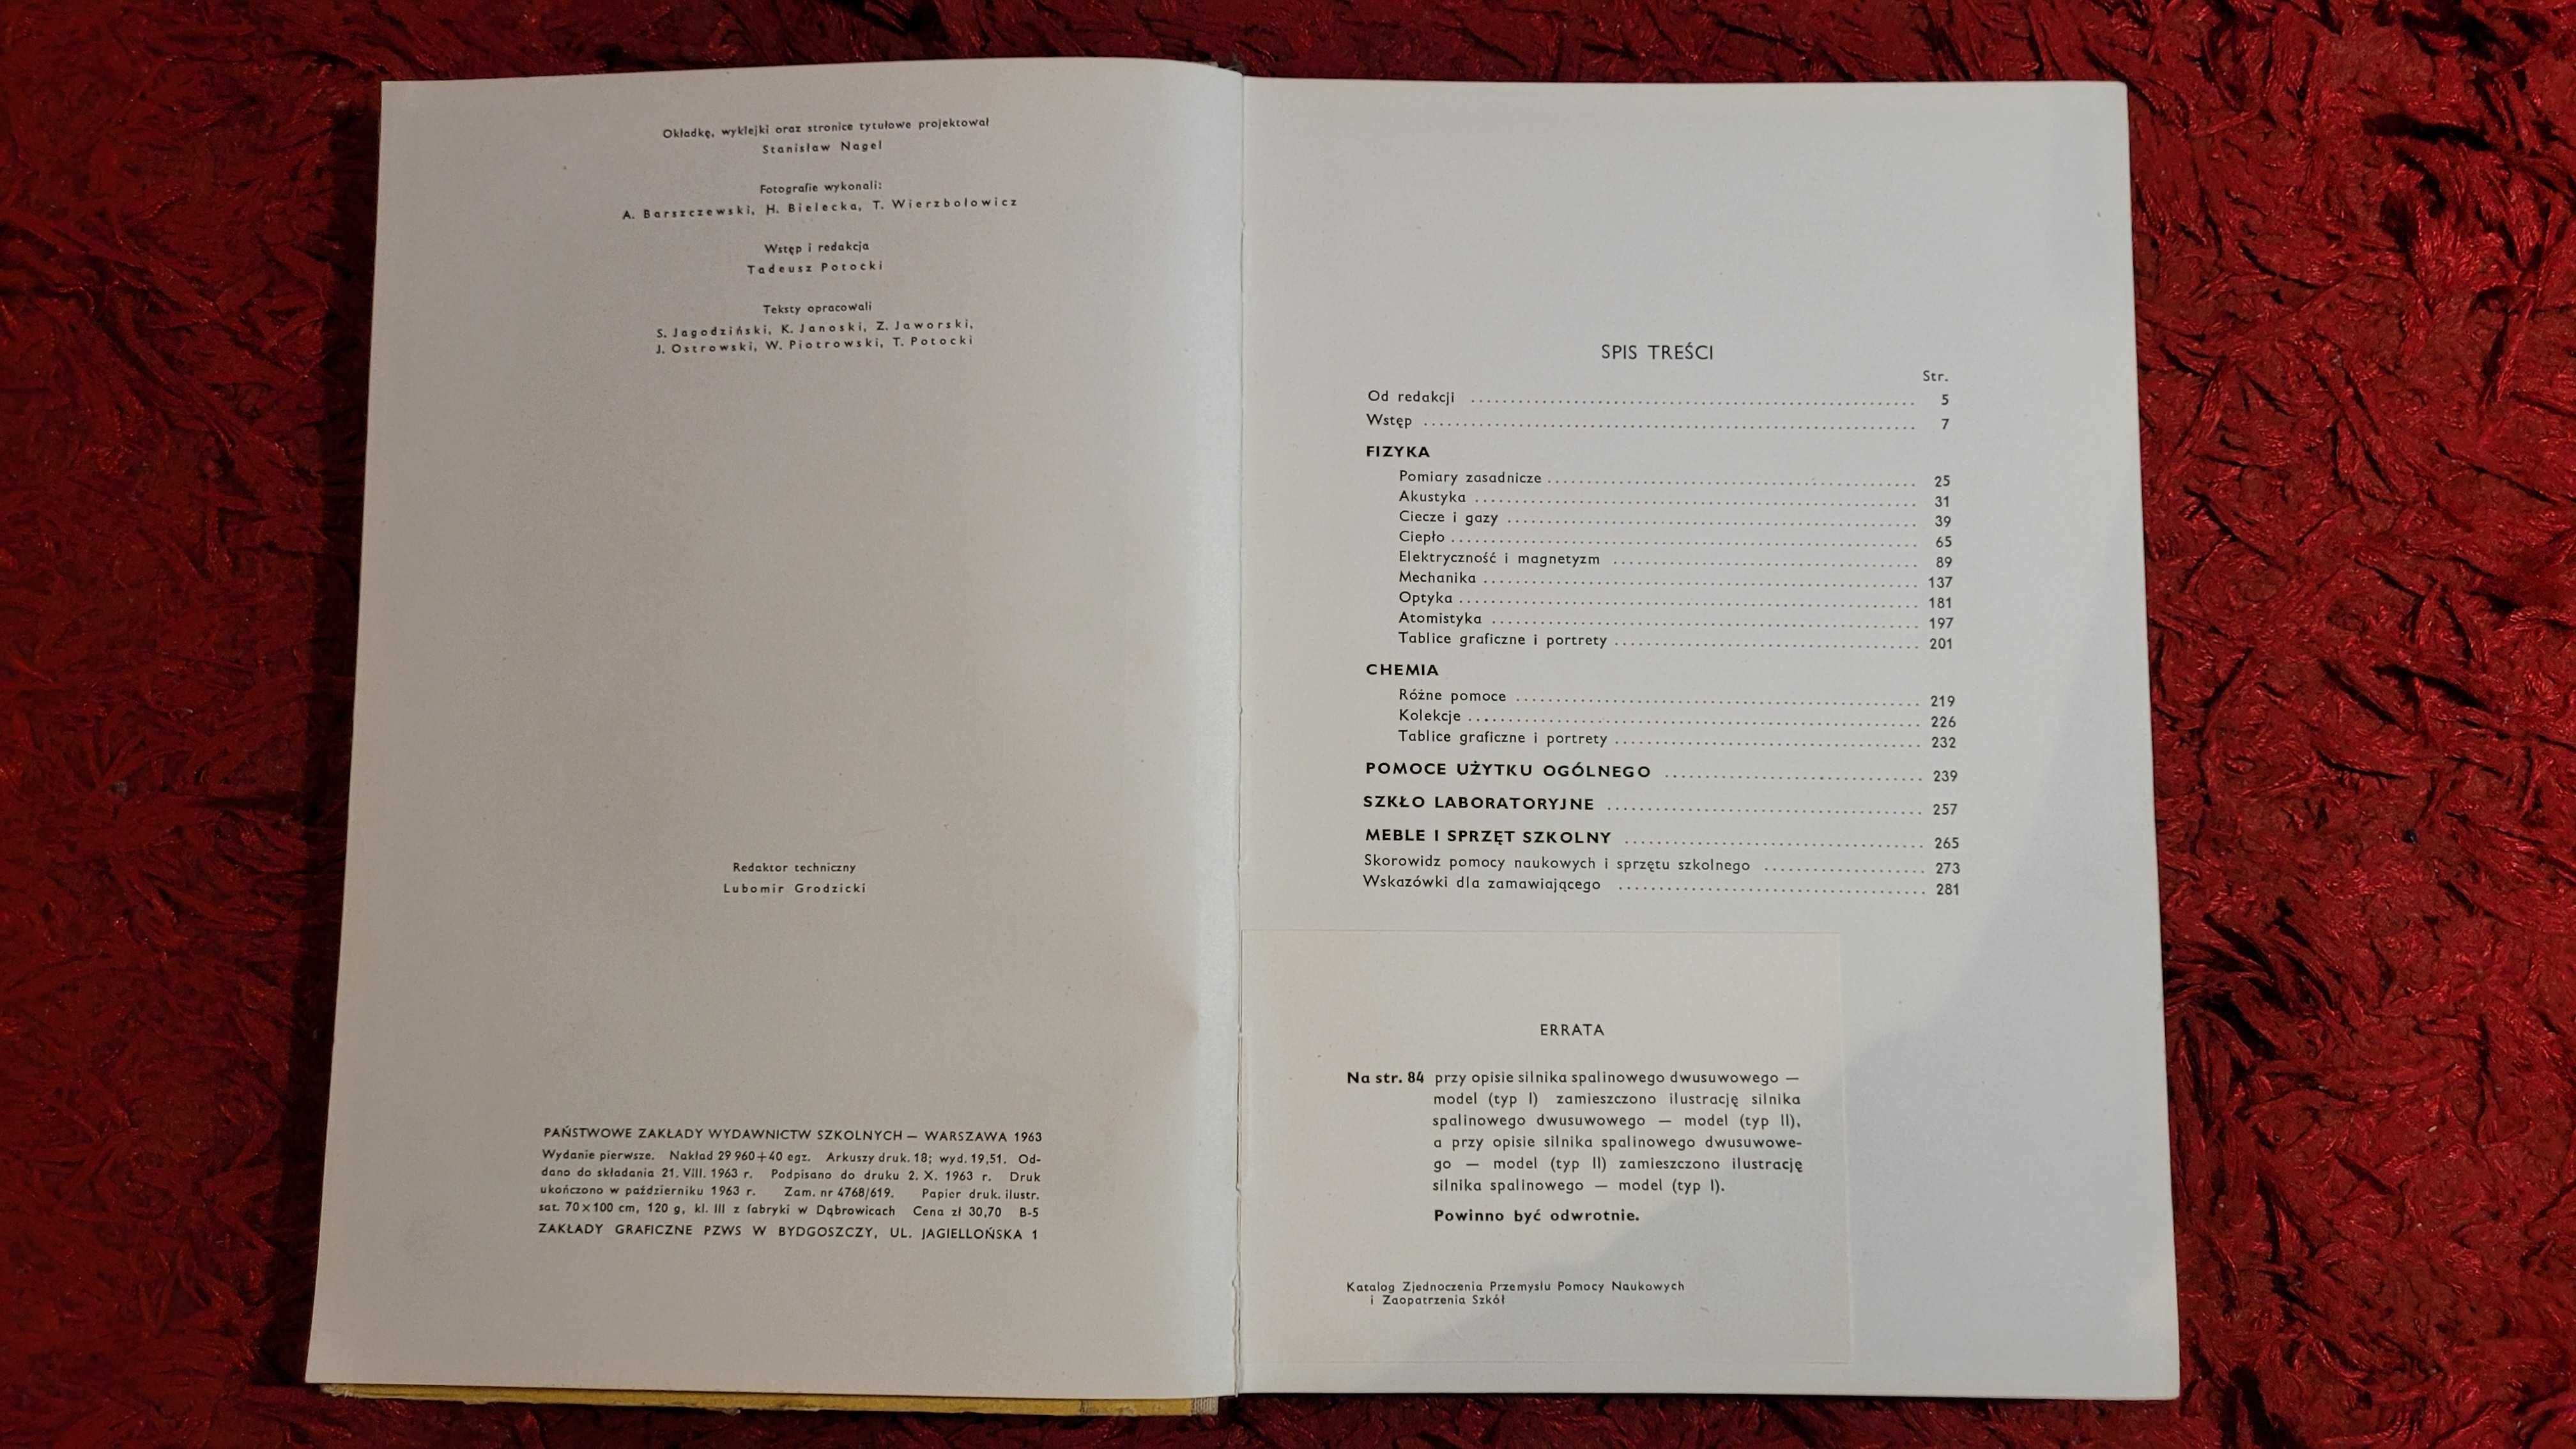 Okładkę, wyklejki oraz stronice tytułowe projektował
Stanisław Nagel
Fotografie wykonali:
A. Barszczewski, H. Bielecka, T. Wierzbołowicz
Wstęp i redakcja
Tadeusz Potocki
Teksty opracowali
S. Jagodziński, K. Janoski, Z. Jaworski,
J. Ostrowski, W. Piotrowski, T. Potocki
Redaktor techniczny
Lubomir Grodzicki
PAŃSTWOWE ZAKŁADY WYDAWNICTW SZKOLNYCH — WARSZAWA 1963
Wydanie pierwsze. Nakład 29 960+40 egz. Arkuszy druk. 18; wyd. 19,51. Od-
dano do składania 21. VIII. 1963 r. Podpisano do druku 2. X. 1963 r. Druk
ukończono w październiku 1963 r. Zam. nr 4768/619. Papier druk. ilustr.
sat. 70×100 cm, 120 g, kl. III z fabryki w Dąbrowicach Cena zł 30,70 B-5
ZAKŁADY GRAFICZNE PZWS W BYDGOSZCZY, UL. JAGIELLOŃSKA 1
SPIS TREŚCI
Str.
Od redakcji 5
Wstęp 7
FIZYKA
Pomiary zasadnicze 25
Akustyka 31
Ciecze i gazy 39
Ciepło 65
Elektryczność i magnetyzm 89
Mechanika 137
Optyka 181
Atomistyka 197
Tablice graficzne i portrety 201
CHEMIA
Różne pomoce 219
Kolekcje 226
Tablice graficzne i portrety 232
POMOCE UŻYTKU OGÓLNEGO 239
SZKŁO LABORATORYJNE 257
MEBLE I SPRZĘT SZKOLNY 265
Skorowidz pomocy naukowych i sprzętu szkolnego 273
Wskazówki dla zamawiającego 281
ERRATA
Na str. 84 przy opisie silnika spalinowego dwusuwowego —
model (typ I) zamieszczono ilustrację silnika
spalinowego dwusuwowego — model (typ II),
a przy opisie silnika spalinowego dwusuwowe-
go — model (typ II) zamieszczono ilustrację
silnika spalinowego — model (typ I).
Powinno być odwrotnie.
Katalog Zjednoczenia Przemysłu Pomocy Naukowych
i Zaopatrzenia Szkół